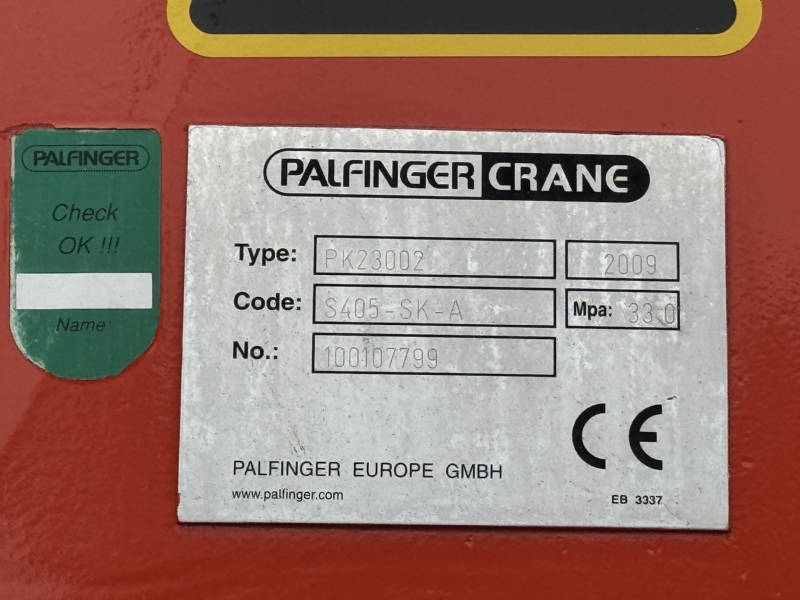 PALFINGER
Check
OK !!!
Name:
PALFINGER CRANE
Type: PK23002 2009
Code: S405-SK-A Mpa: 33.0
No.: 100107799
PALFINGER EUROPE GMBH
www.palfinger.com
EB 3337
CE